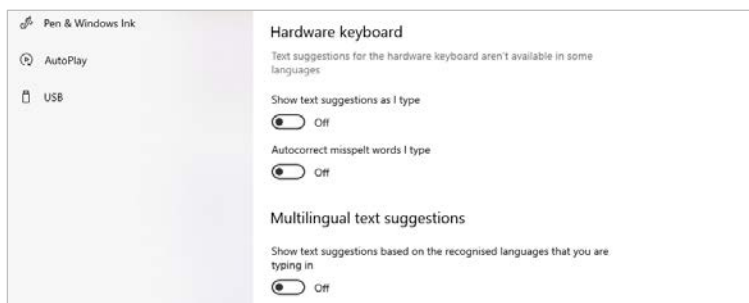 Pen & Windows Ink
AutoPlay
USB
Hardware keyboard
Text suggestions for the hardware keyboard aren't available in some
languages
Show text suggestions as I type
Off
Autocorrect misspelt words I type
Off
Multilingual text suggestions
Show text suggestions based on the recognised languages that you are
typing in
Off